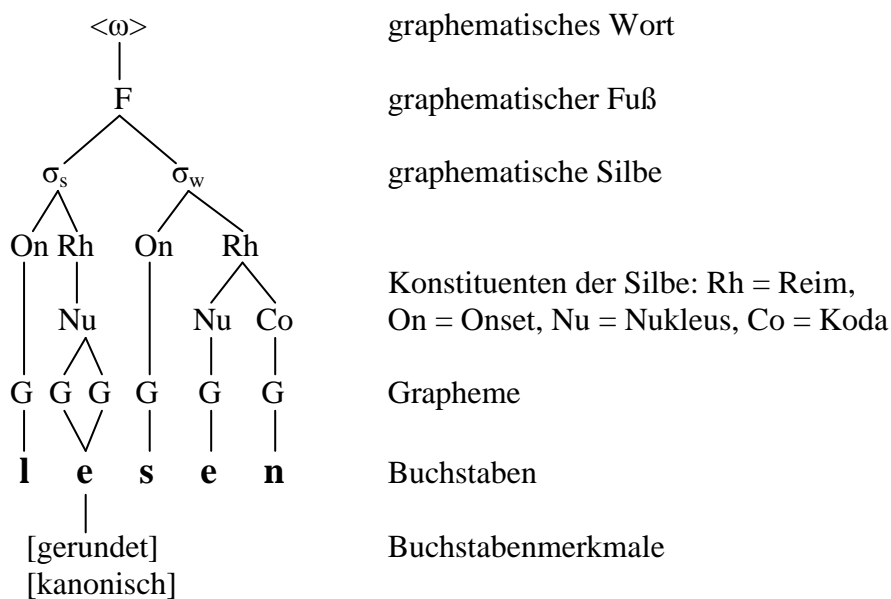 <ω> graphematisches Wort
F graphematischer Fuß
σs σw graphematische Silbe
On Rh On Rh
Konstituenten der Silbe: Rh = Reim,
Nu Nu Co On = Onset, Nu = Nukleus, Co = Koda
G G G G G G Grapheme
l e s e n Buchstaben
[gerundet] Buchstabenmerkmale
[kanonisch]